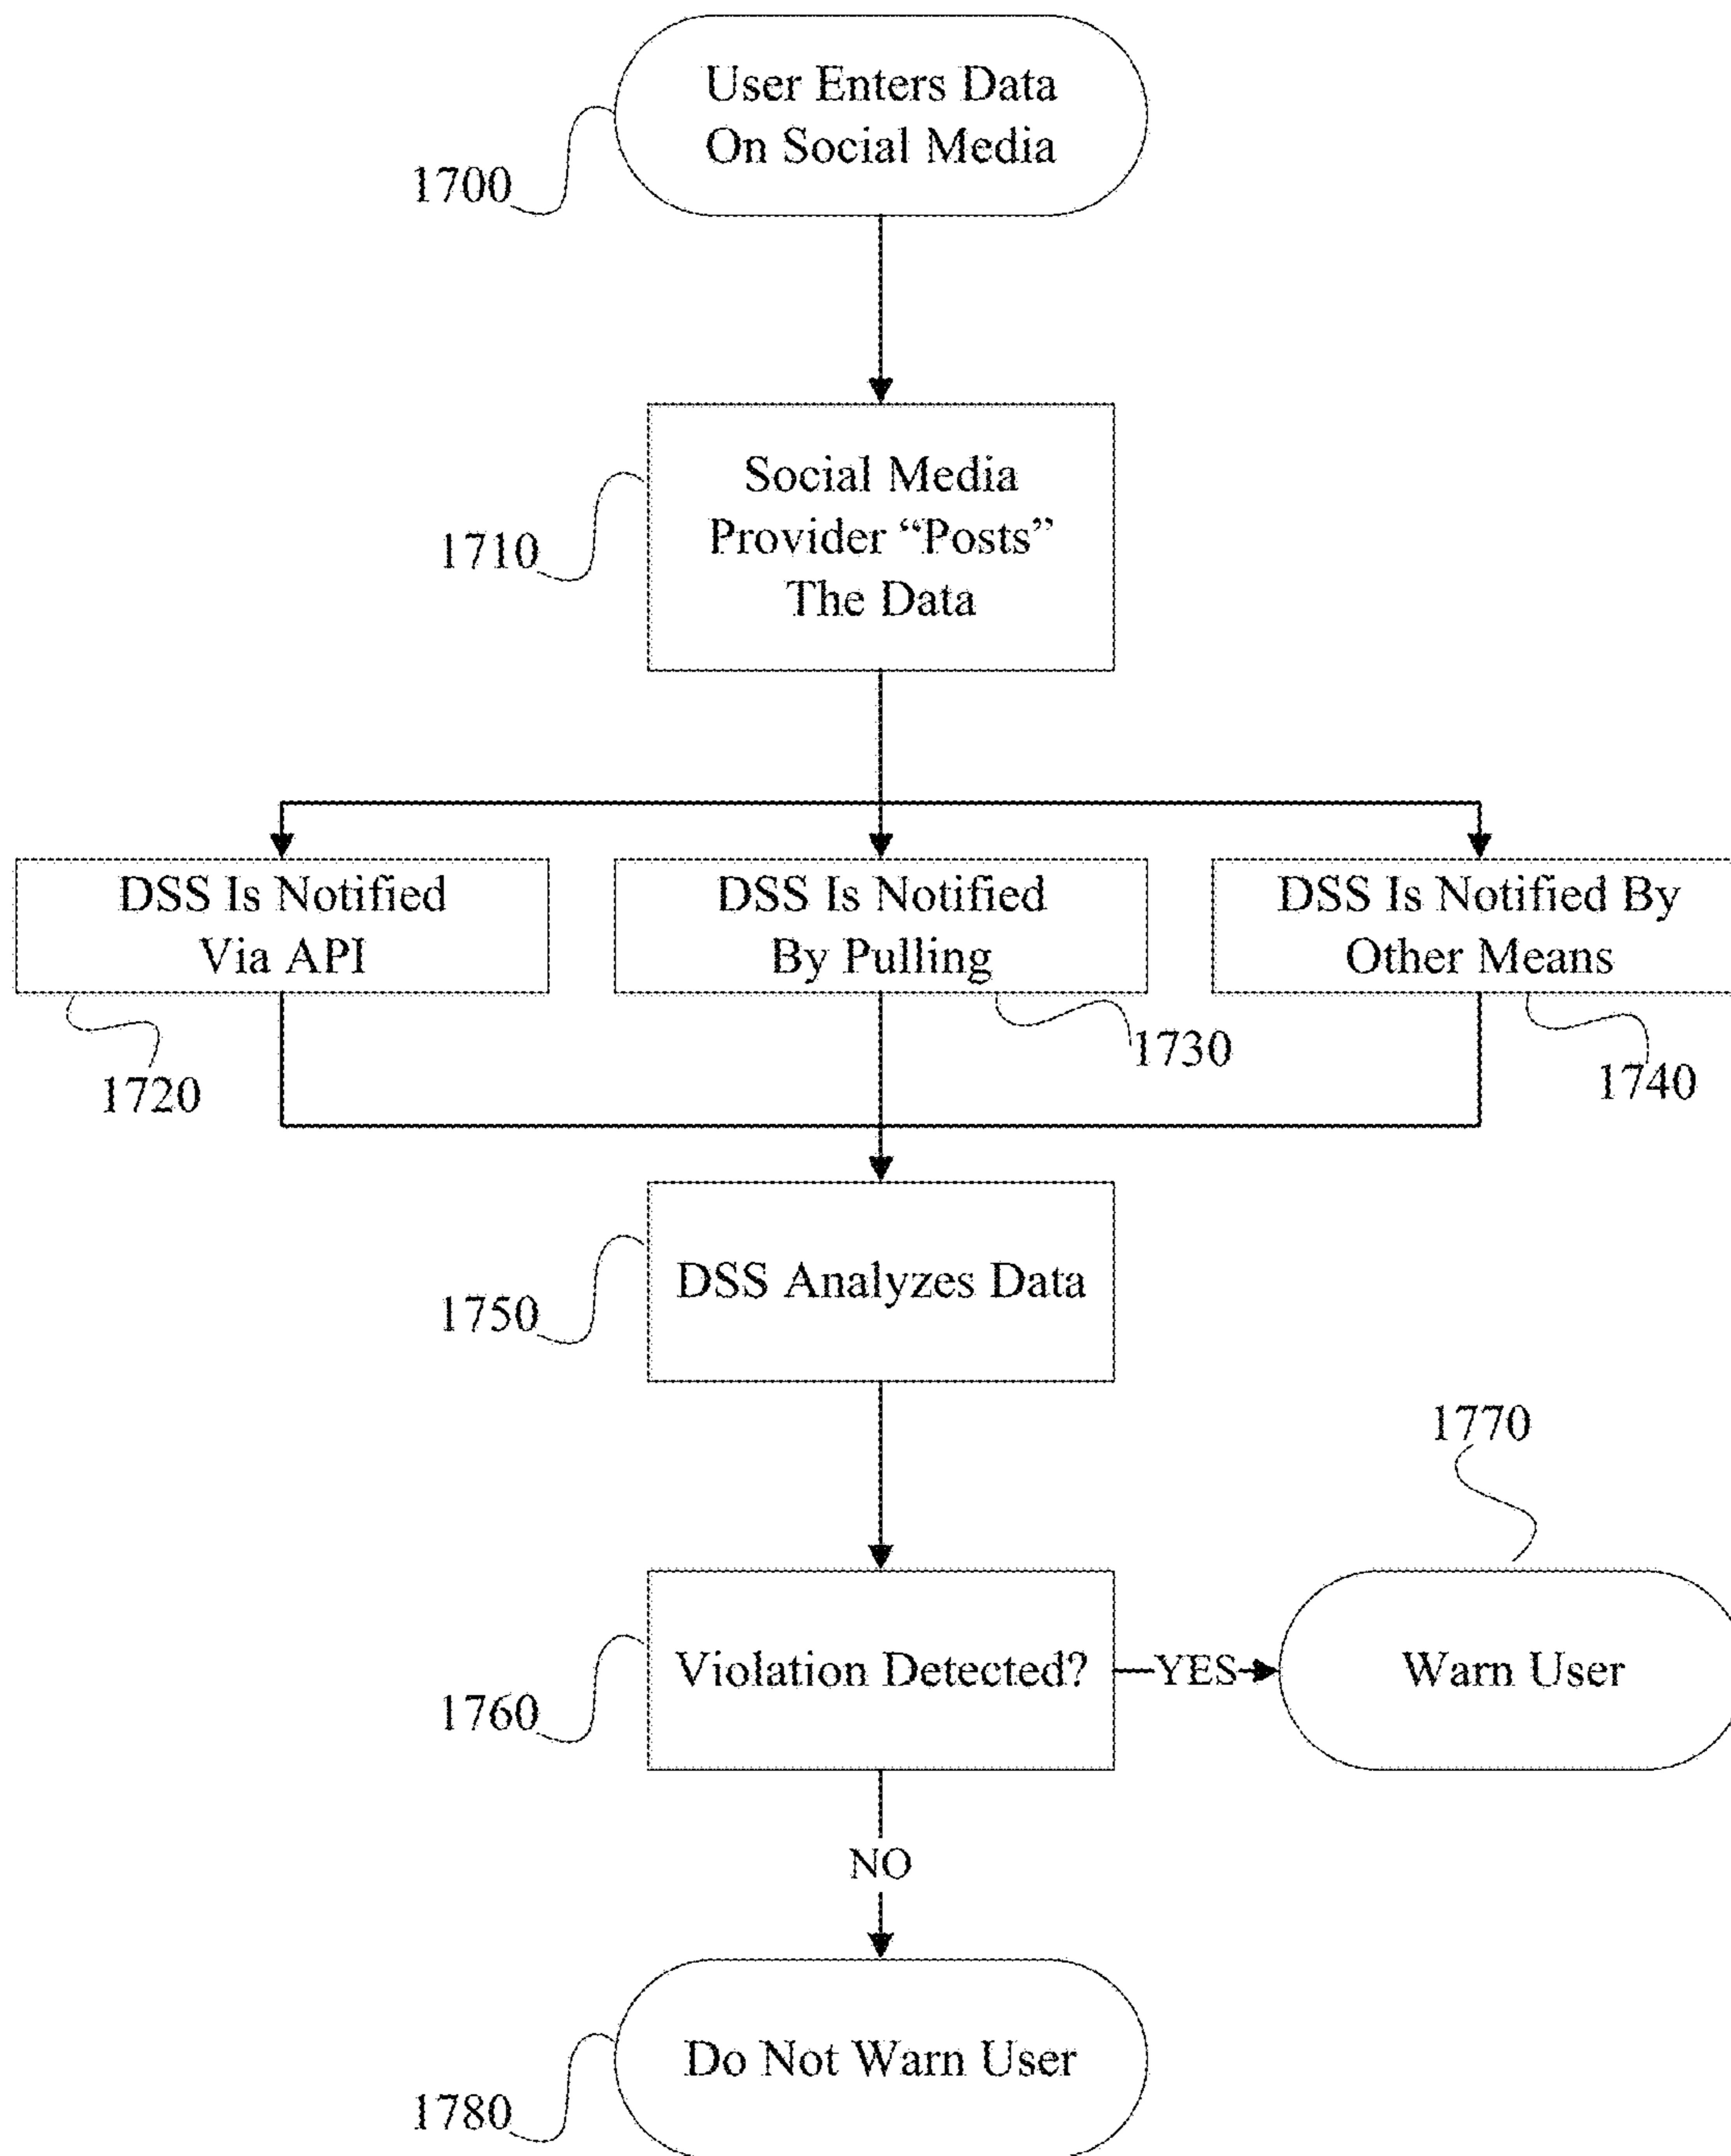 User Enters Data
On Social Media
1700
Social Media
Provider “Posts”
The Data
1710
DSS Is Notified
Via API
DSS Is Notified
By Pulling
DSS Is Notified By
Other Means
1720
1730
1740
DSS Analyzes Data
1750
1770
Violation Detected?
YES
Warn User
1760
NO
Do Not Warn User
1780